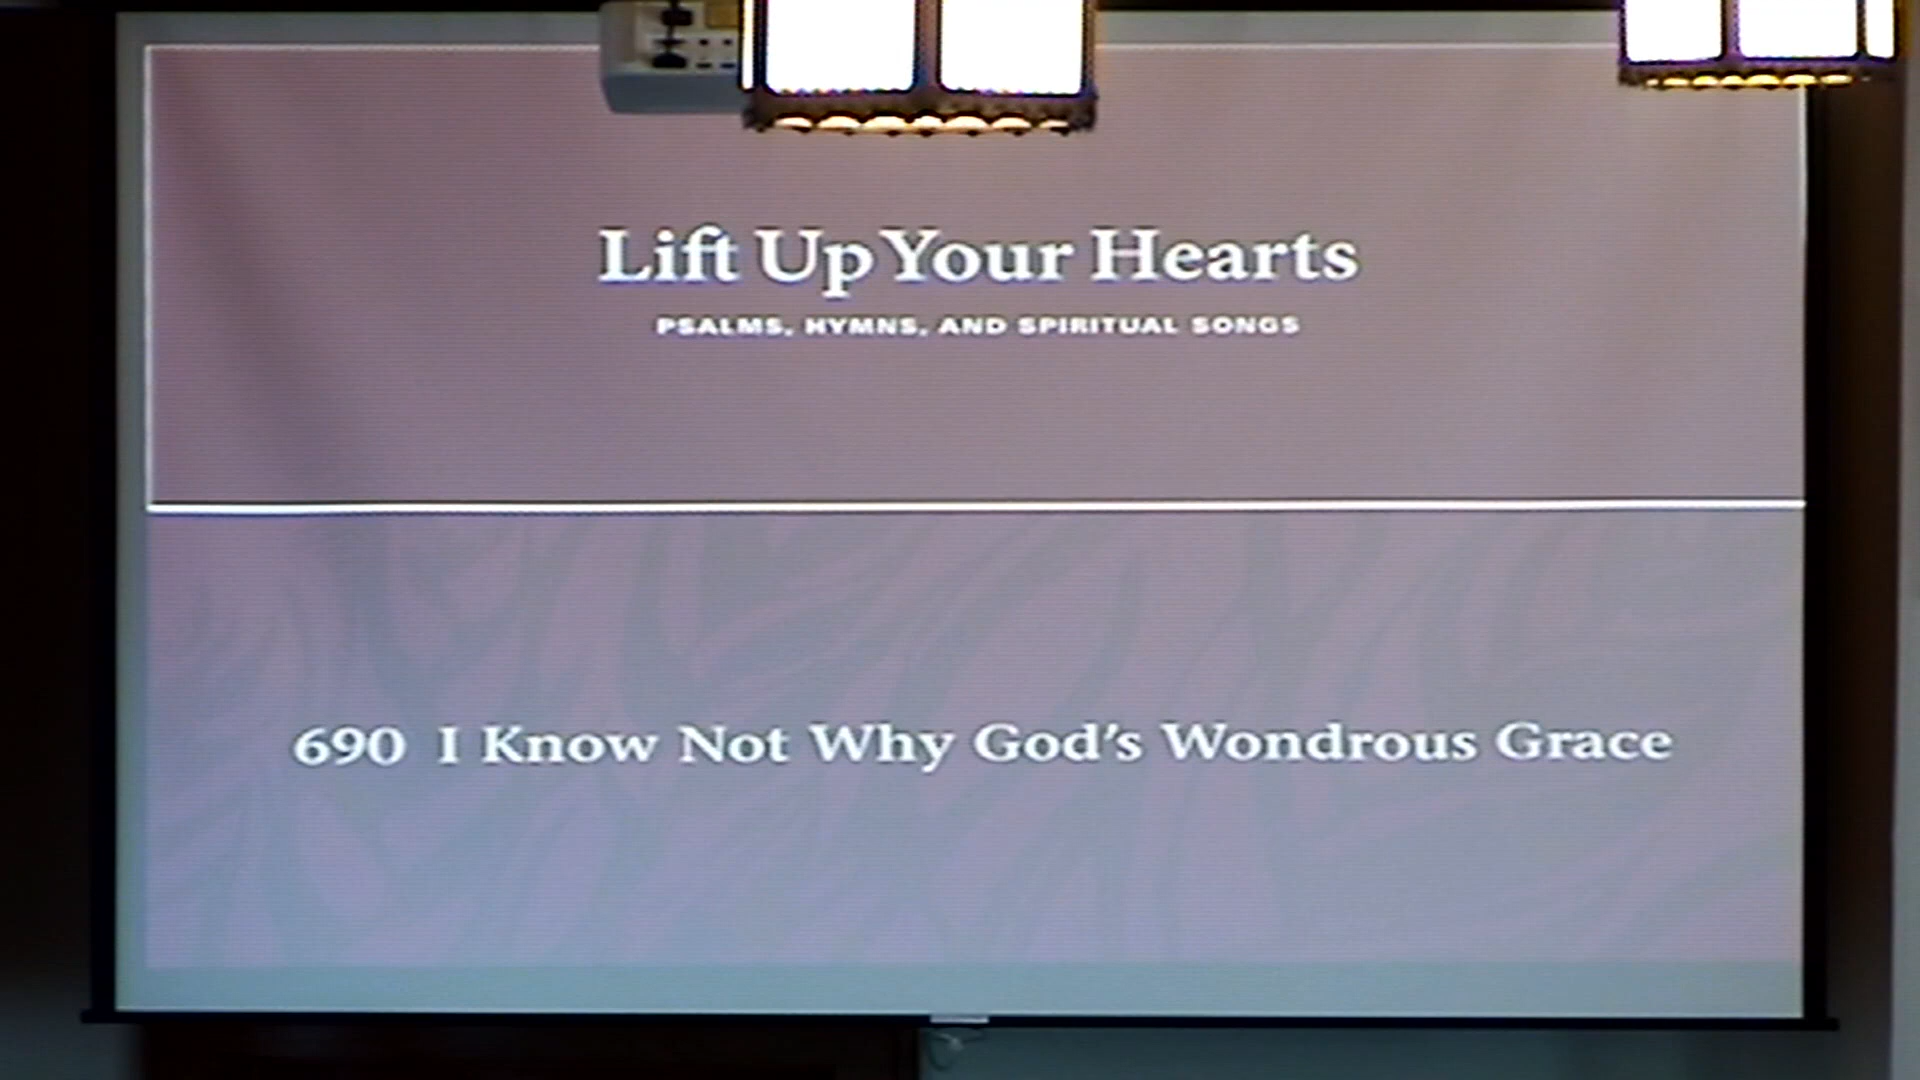 Lift Up Your Hearts
PSALMS, HYMNS, AND SPIRITUAL SONGS
690 I Know Not Why God’s Wondrous Grace